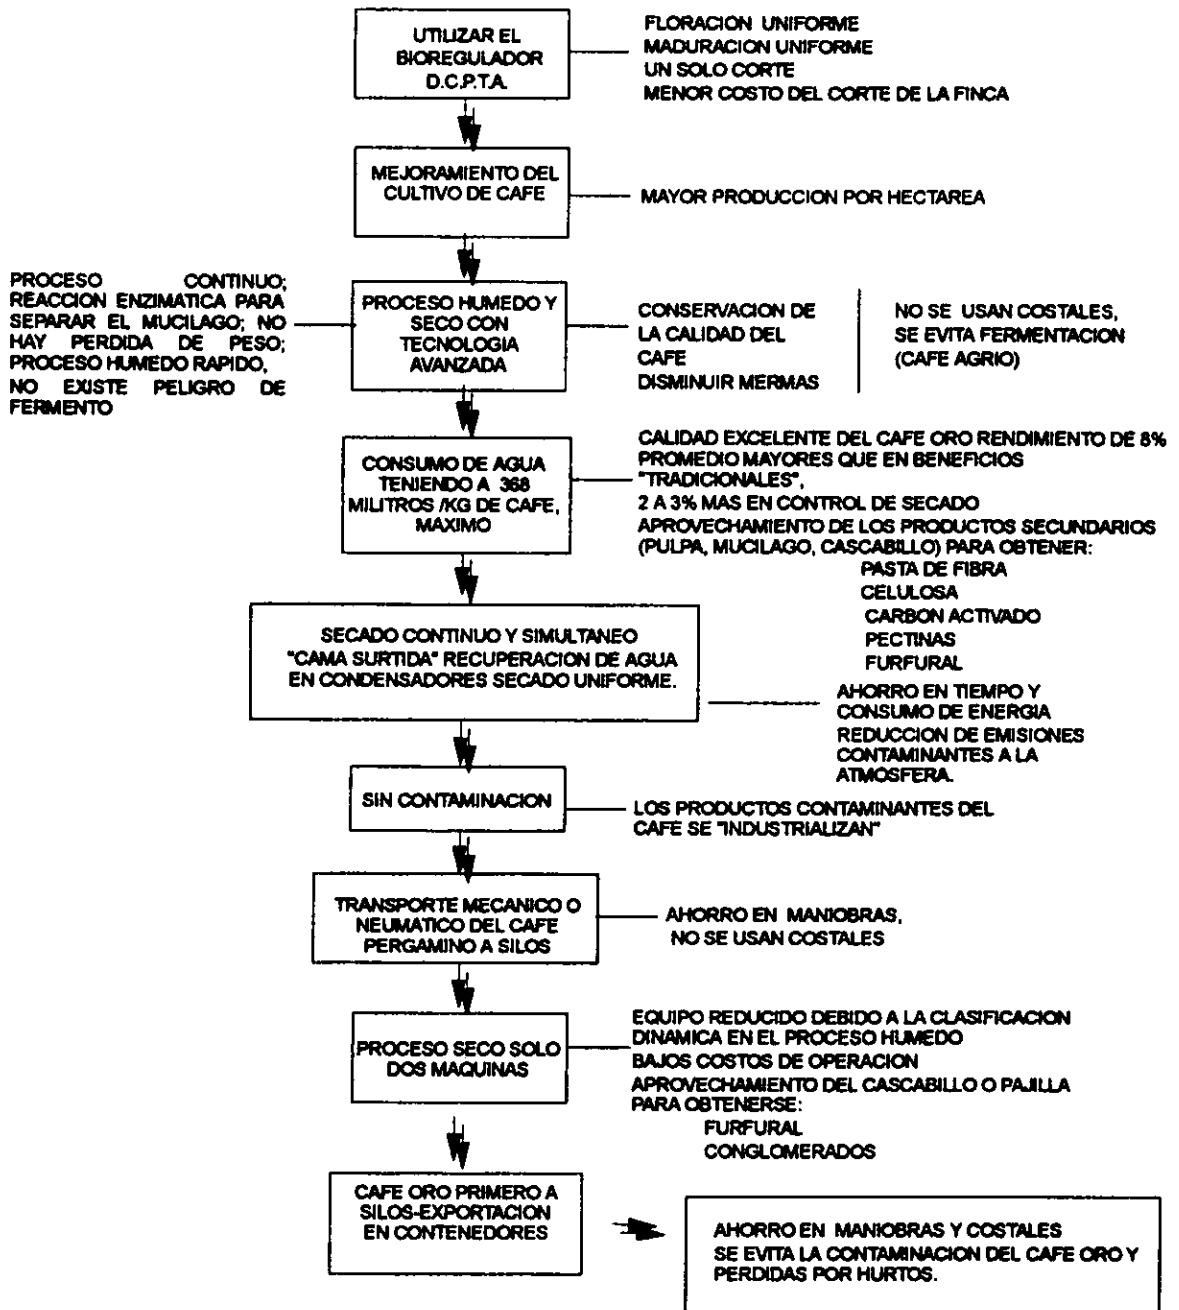 UTILIZAR EL
BIOREGULADOR
D.C.P.T.A.
FLORACION UNIFORME
MADURACION UNIFORME
UN SOLO CORTE
MENOR COSTO DEL CORTE DE LA FINCA
MEJORAMIENTO DEL
CULTIVO DE CAFE
MAYOR PRODUCCION POR HECTAREA
PROCESO CONTINUO;
REACCION ENZIMATICA PARA
SEPARAR EL MUCILAGO; NO
HAY PERDIDA DE PESO;
PROCESO HUMEDO RAPIDO,
NO EXISTE PELIGRO DE
FERMENTO
PROCESO HUMEDO Y
SECO CON
TECNOLOGIA
AVANZADA
CONSERVACION DE
LA CALIDAD DEL
CAFE
DISMINUIR MERMAS
NO SE USAN COSTALES,
SE EVITA FERMENTACION
(CAFE AGRIO)
CONSUMO DE AGUA
TENIENDO A 368
MILITROS /KG DE CAFE,
MAXIMO
CALIDAD EXCELENTE DEL CAFE ORO RENDIMIENTO DE 8%
PROMEDIO MAYORES QUE EN BENEFICIOS
"TRADICIONALES",
2 A 3% MAS EN CONTROL DE SECADO
APROVECHAMIENTO DE LOS PRODUCTOS SECUNDARIOS
(PULPA, MUCILAGO, CASCABILLO) PARA OBTENER:
PASTA DE FIBRA
CELULOSA
CARBON ACTIVADO
PECTINAS
FURFURAL
SECADO CONTINUO Y SIMULTANEO
"CAMA SURTIDA" RECUPERACION DE AGUA
EN CONDENSADORES SECADO UNIFORME.
AHORRO EN TIEMPO Y
CONSUMO DE ENERGIA
REDUCCION DE EMISIONES
CONTAMINANTES A LA
ATMOSFERA.
SIN CONTAMINACION
LOS PRODUCTOS CONTAMINANTES DEL
CAFE SE "INDUSTRIALIZAN"
TRANSPORTE MECANICO O
NEUMATICO DEL CAFE
PERGAMINO A SILOS
AHORRO EN MANIOBRAS,
NO SE USAN COSTALES
PROCESO SECO SOLO
DOS MAQUINAS
EQUIPO REDUCIDO DEBIDO A LA CLASIFICACION
DINAMICA EN EL PROCESO HUMEDO
BAJOS COSTOS DE OPERACION
APROVECHAMIENTO DEL CASCABILLO O PAJILLA
PARA OBTENERSE:
FURFURAL
CONGLOMERADOS
CAFE ORO PRIMERO A
SILOS-EXPORTACION
EN CONTENEDORES
AHORRO EN MANIOBRAS Y COSTALES
SE EVITA LA CONTAMINACION DEL CAFE ORO Y
PERDIDAS POR HURTOS.